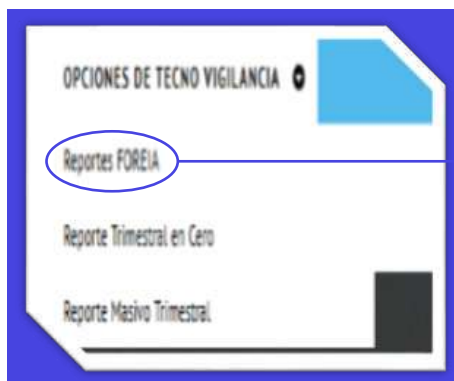 OPCIONES DE TECNO VIGILANCIA
Reportes FOREIA
Reporte Trimestral en Cero
Reporte Masivo Trimestral